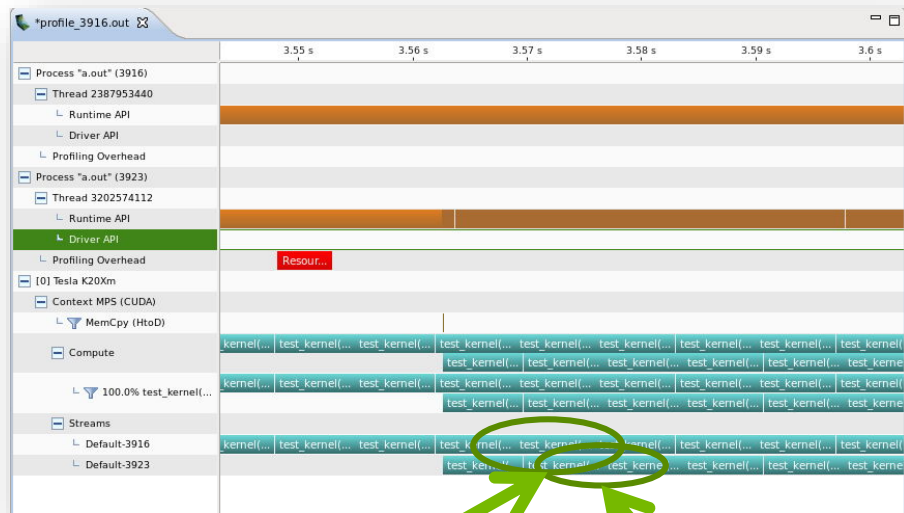 *profile_3916.out
3.55 s 3.56 s 3.57 s 3.58 s 3.59 s 3.6 s
Process "a.out" (3916)
Thread 2387953440
Runtime API
Driver API
Profiling Overhead
Process "a.out" (3923)
Thread 3202574112
Runtime API
Driver API
Profiling Overhead Resour...
[0] Tesla K20Xm
Context MPS (CUDA)
MemCpy (HtoD)
kernel(... test_kernel(... test_kernel(... test_kernel(... test_kernel(... test_kernel(... test_kernel(... test_kernel(... test_kernel(
Compute
test_kernel(... test_kernel(... test_kernel(... test_kernel(... test_kernel(... test_kerne
kernel(... test_kernel(... test_kernel(... test_kernel(... test_kernel(... test_kernel(... test_kernel(... test_kernel(... test_kernel(
100.0% test_kernel(...
test_kernel(... test_kernel(... test_kernel(... test_kernel(... test_kernel(... test_kerne
Streams
Default-3916 kernel(... test_kernel(... test_kernel(... test_kernel(... test_kernel(... test_kernel(... test_kernel(... test_kernel(... test_kernel(
Default-3923 test_kernel(... test_kernel(... test_kernel(... test_kernel(... test_kernel(... test_kerne